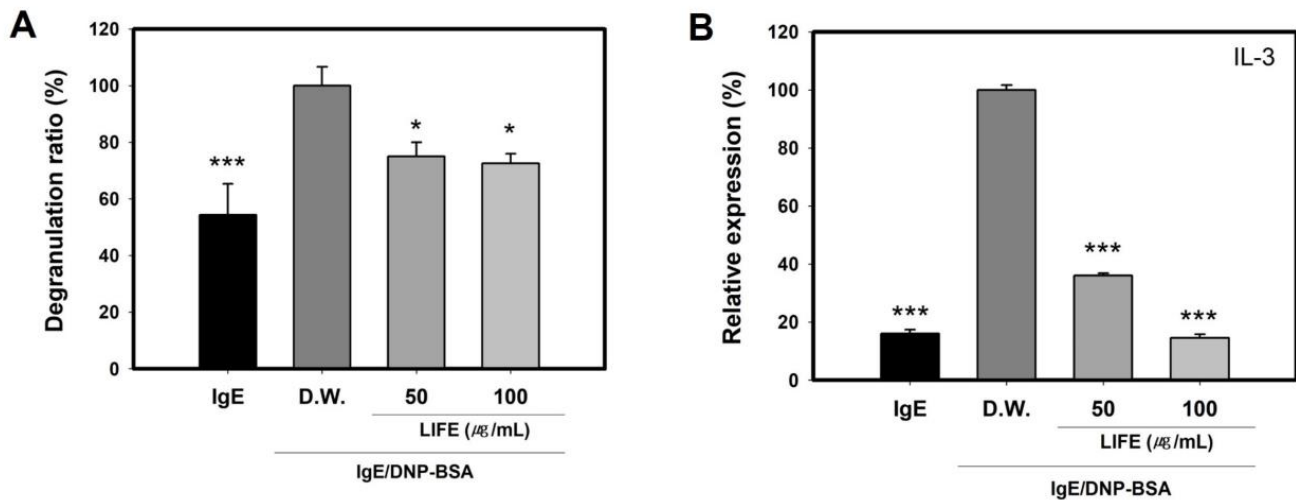 A
Degranulation ratio (%)
120
100
80
60
40
20
0
***
*
*
IgE
D.W.
50
100
LIFE (㎍/mL)
IgE/DNP-BSA
B
IL-3
Relative expression (%)
120
100
80
60
40
20
0
***
***
***
IgE
D.W.
50
100
LIFE (㎍/mL)
IgE/DNP-BSA